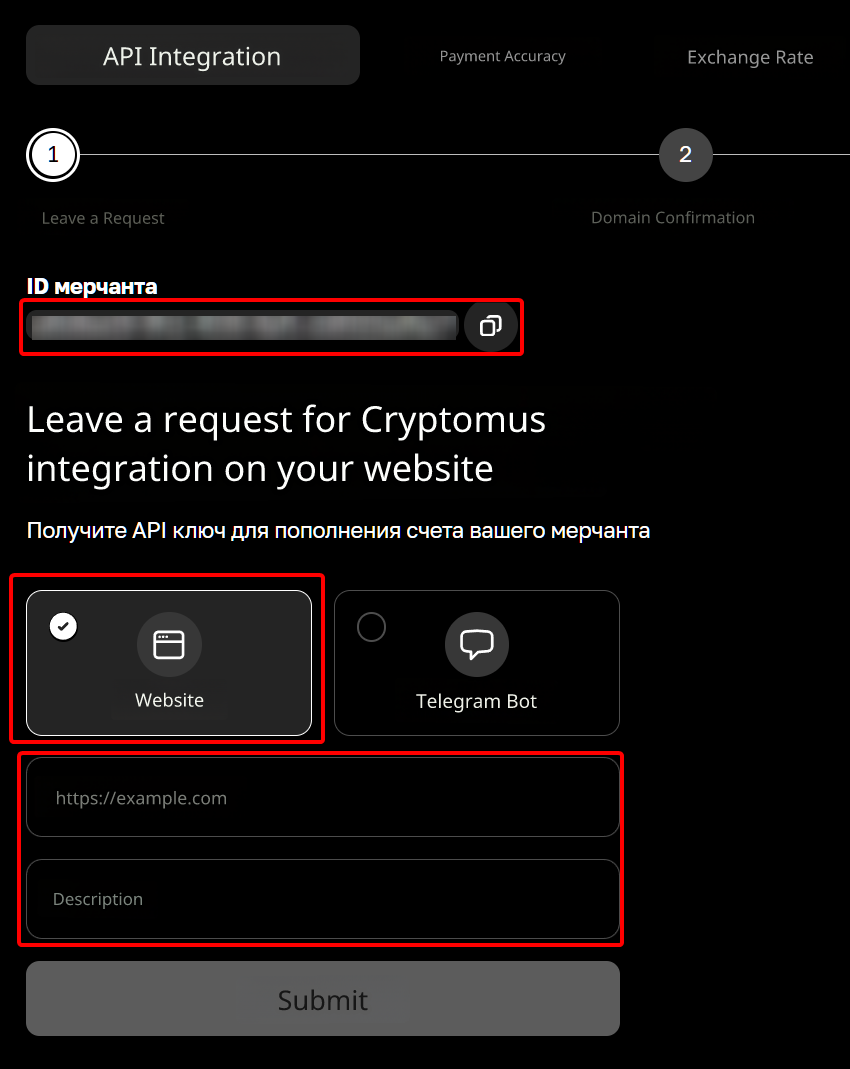 API Integration
Payment Accuracy
Exchange Rate
1
2
Leave a Request
Domain Confirmation
ID мерчанта
Leave a request for Cryptomus
integration on your website
Получите API ключ для пополнения счета вашего мерчанта
Website
Telegram Bot
https://example.com
Description
Submit